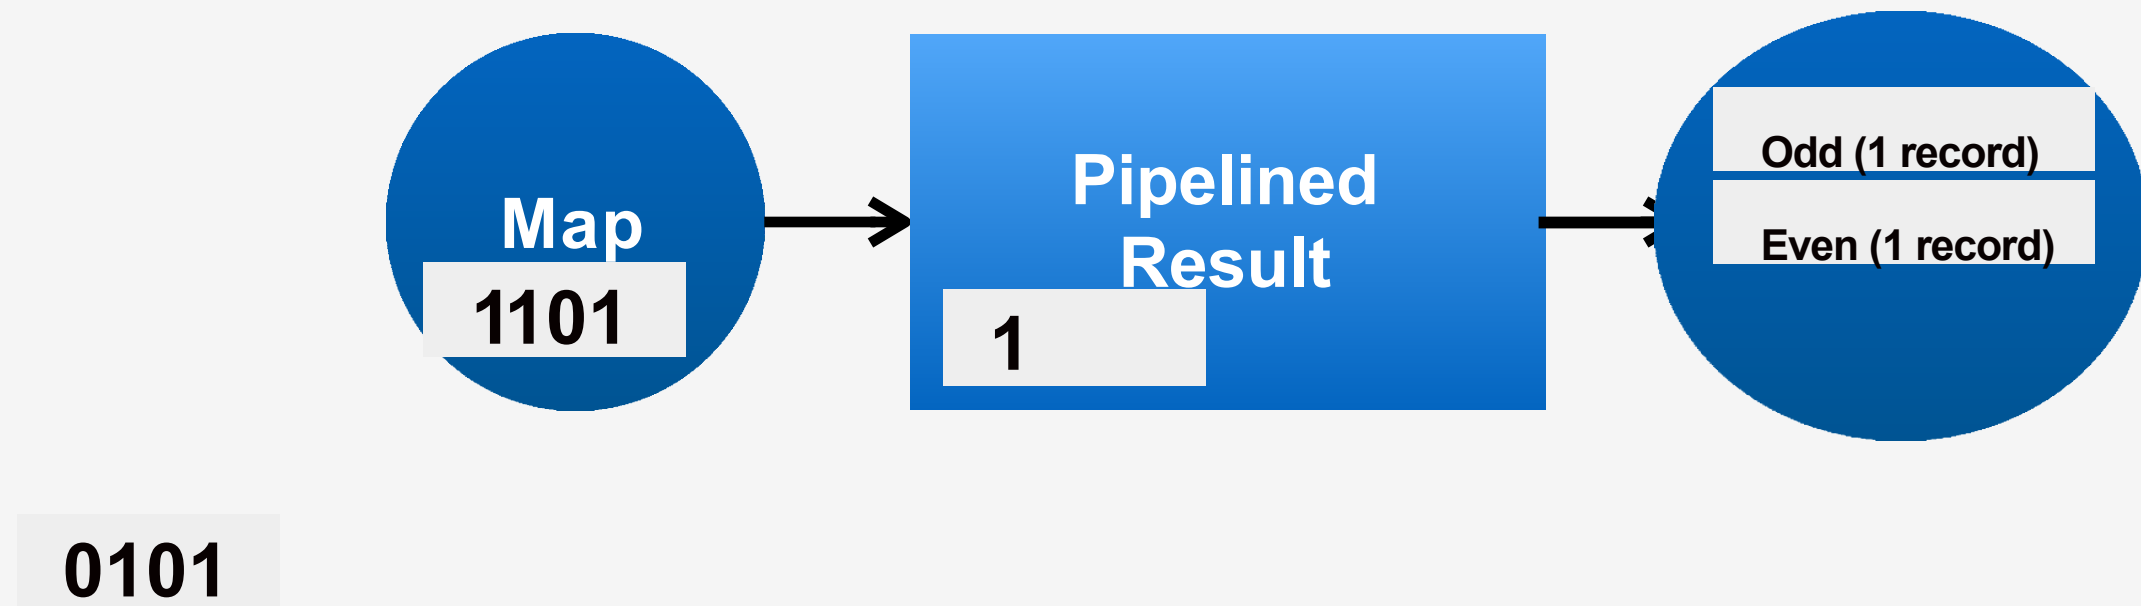 Map
1101
Pipelined
Result
1
Odd (1 record)
Even (1 record)
0101